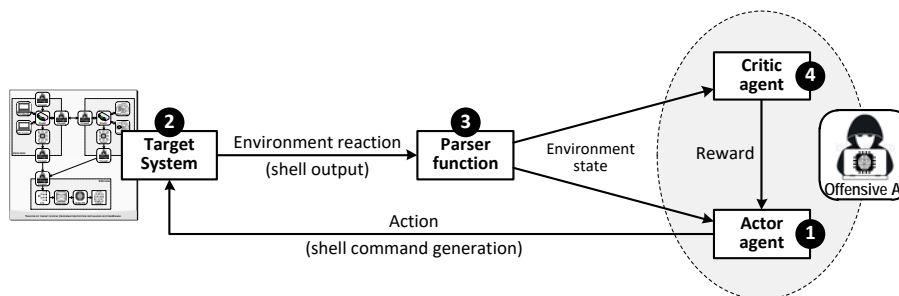 2
Target
System
Environment reaction
(shell output)
3
Parser
function
Environment
state
Critic
agent
4
Reward
Actor
agent
1
Action
(shell command generation)
Offensive A